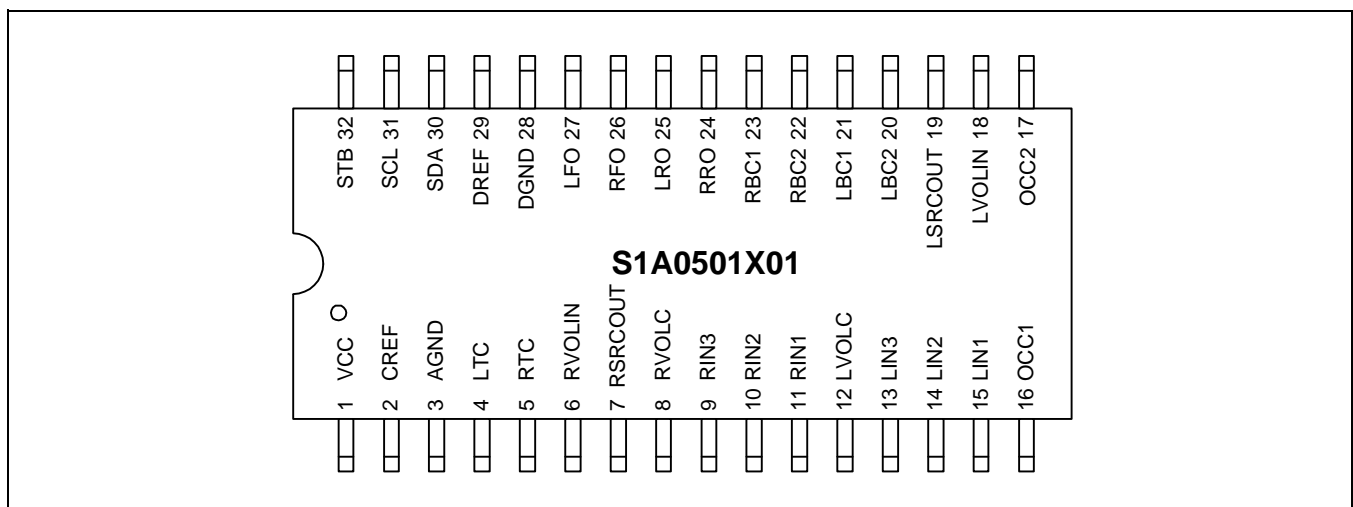 STB 32
SCL 31
SDA 30
DREF 29
DGND 28
LFO 27
RFO 26
LRO 25
RRO 24
RBC1 23
RBC2 22
LBC1 21
LBC2 20
LSRCOUT 19
LVOLIN 18
OCC2 17
S1A0501X01
1 VCC
2 CREF
3 AGND
4 LTC
5 RTC
6 RVOLIN
7 RSRCOUT
8 RVOLC
9 RIN3
10 RIN2
11 RIN1
12 LVOLC
13 LIN3
14 LIN2
15 LIN1
16 OCC1